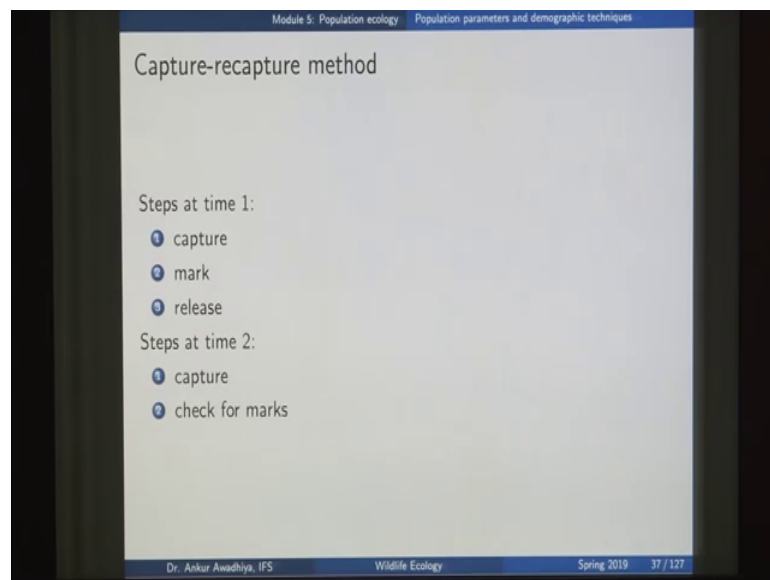 Module 5: Population ecology Population parameters and demographic techniques
Capture-recapture method
Steps at time 1:
1 capture
2 mark
3 release
Steps at time 2:
1 capture
2 check for marks
Dr. Ankur Awadhiya, IFS Wildlife Ecology Spring 2019 37/127